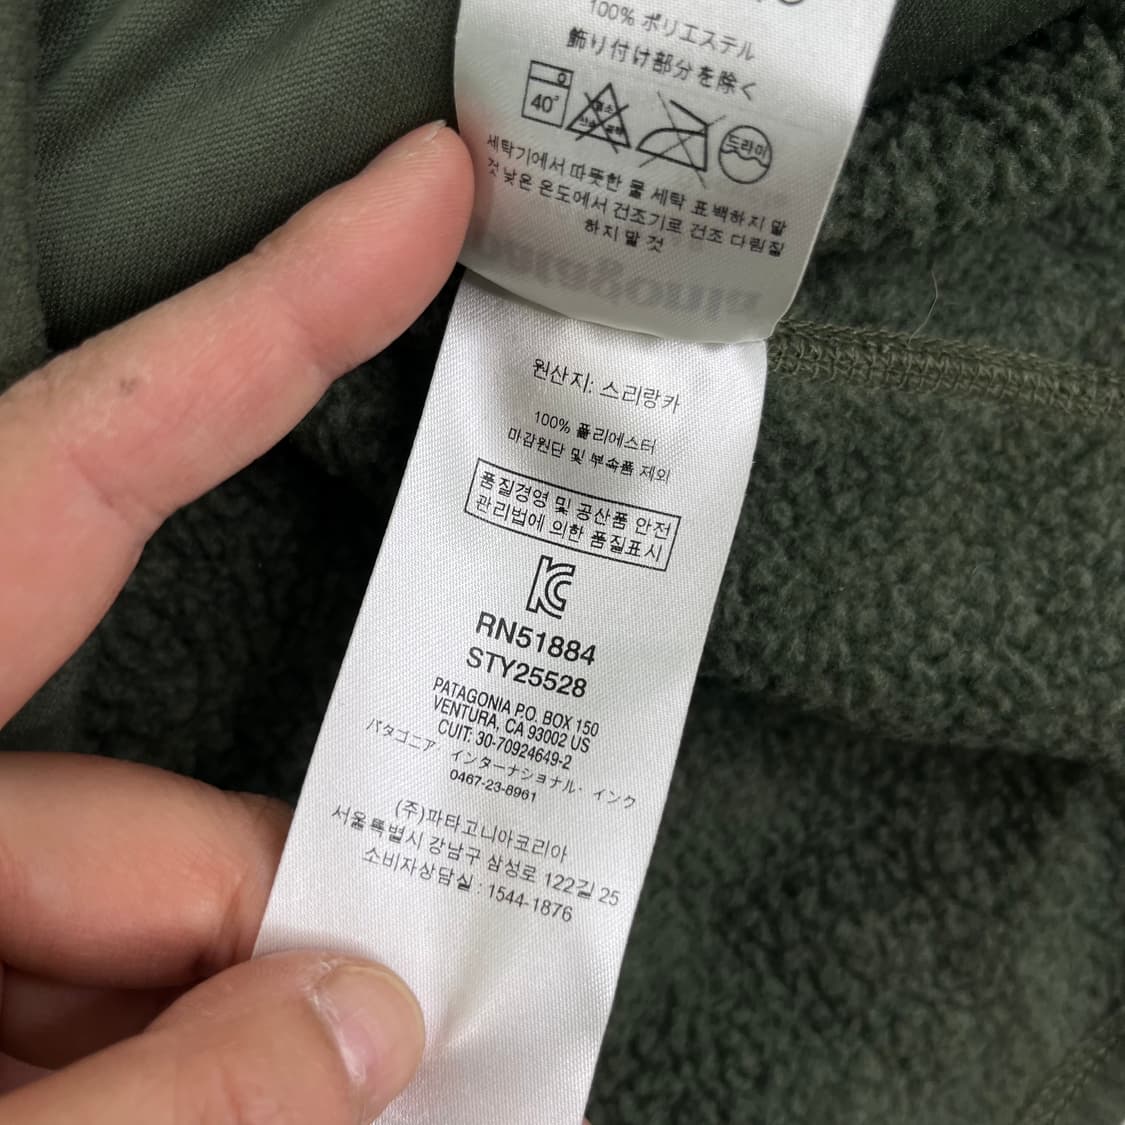 100% ポリエステル
飾り付け部分を除く
40°
염소
산소 표백
드라이
세탁기에서 따뜻한 물 세탁 표백하지 말
것 낮은 온도에서 건조기로 건조 다림질
하지 말 것
원산지: 스리랑카
100% 폴리에스터
마감원단 및 부속품 제외
품질경영 및 공산품 안전
관리법에 의한 품질표시
RN51884
STY25528
PATAGONIA P.O. BOX 150
VENTURA, CA 93002 US
CUIT: 30-70924649-2
パタゴニア・インターナショナル・インク
0467-23-8961
(주)파타고니아코리아
서울특별시 강남구 삼성로 122길 25
소비자상담실 : 1544-1876